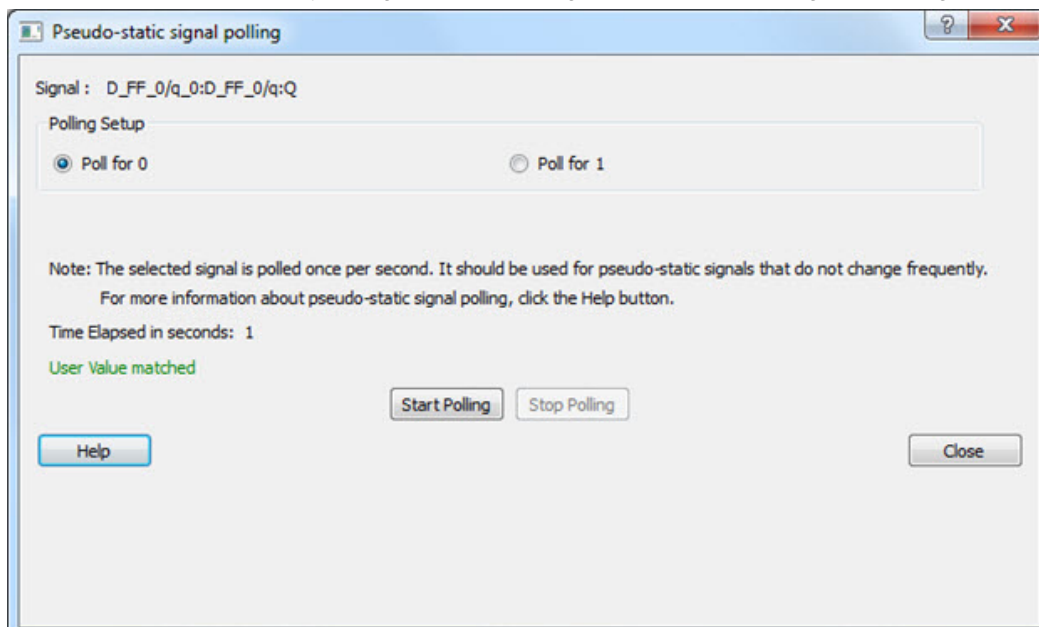 Pseudo-static signal polling
Signal : D_FF_0/q_0:D_FF_0/q:Q
Polling Setup
Poll for 0 Poll for 1
Note: The selected signal is polled once per second. It should be used for pseudo-static signals that do not change frequently.
For more information about pseudo-static signal polling, click the Help button.
Time Elapsed in seconds: 1
User Value matched
Start Polling Stop Polling
Help Close